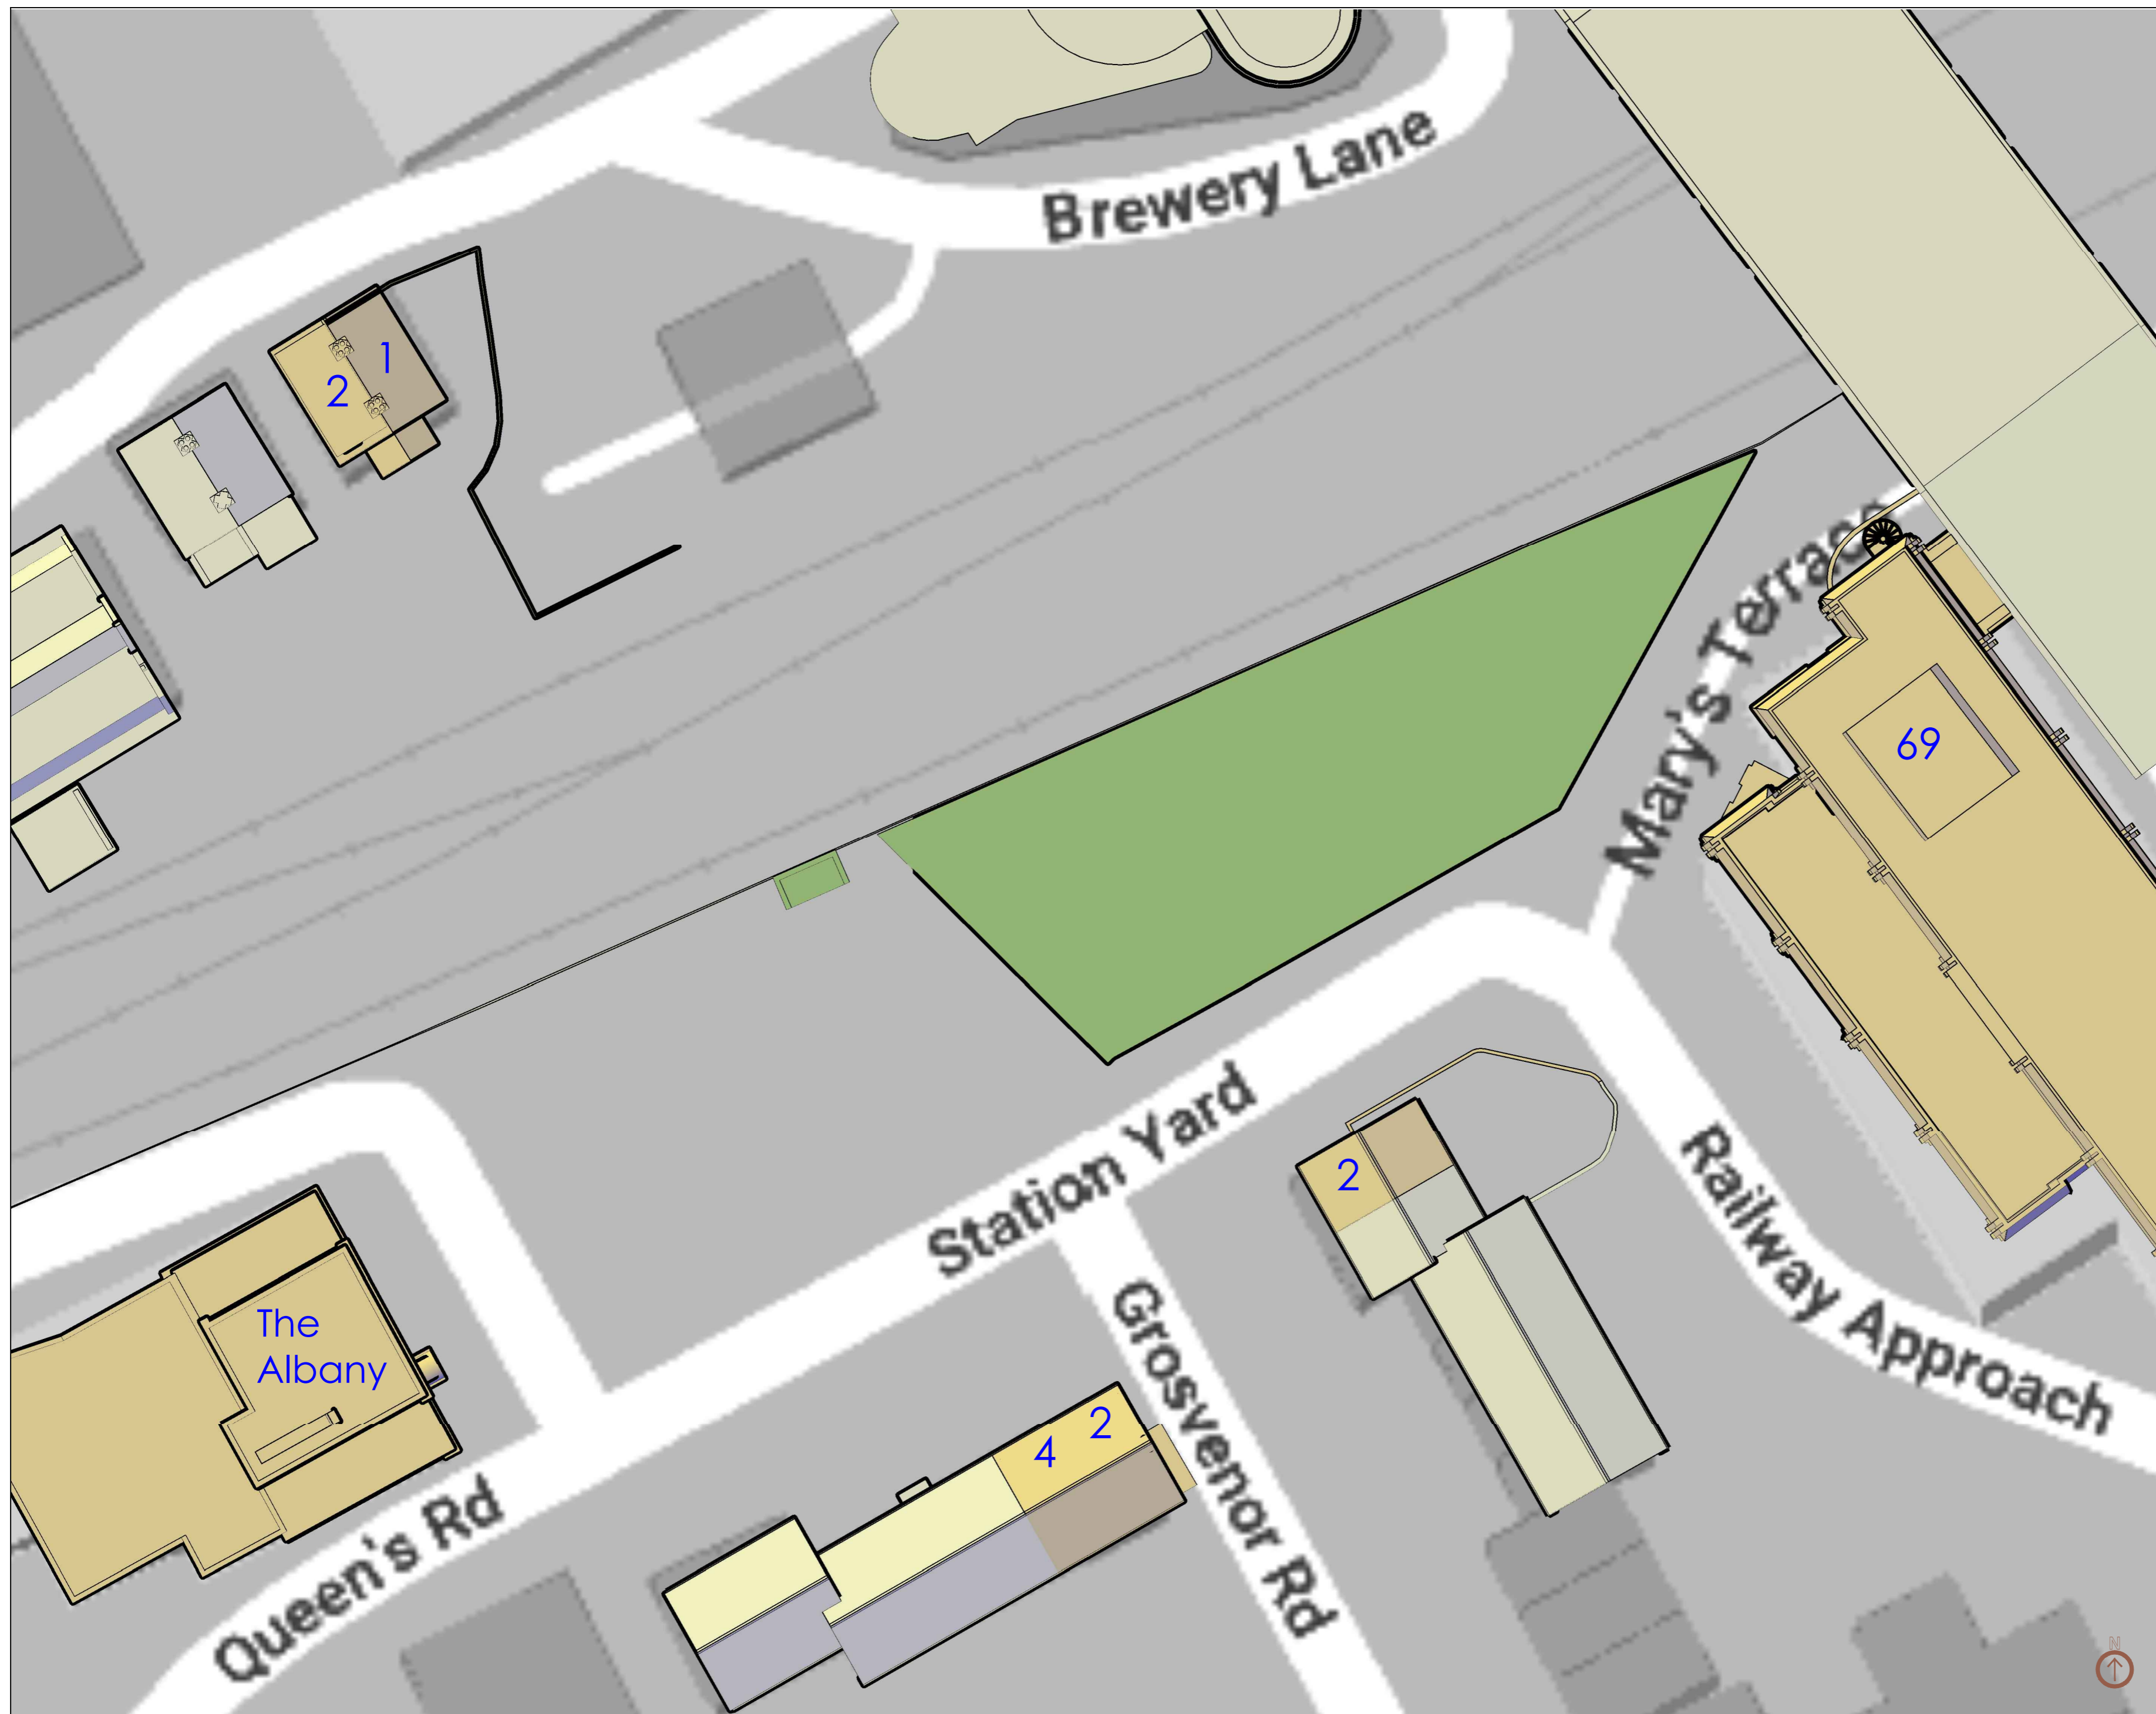 Brewery Lane
1
2
Mary's Terrace
69
Station Yard
2
Railway Approach
The
Albany
Grosvenor Rd
4
2
Queen's Rd
N